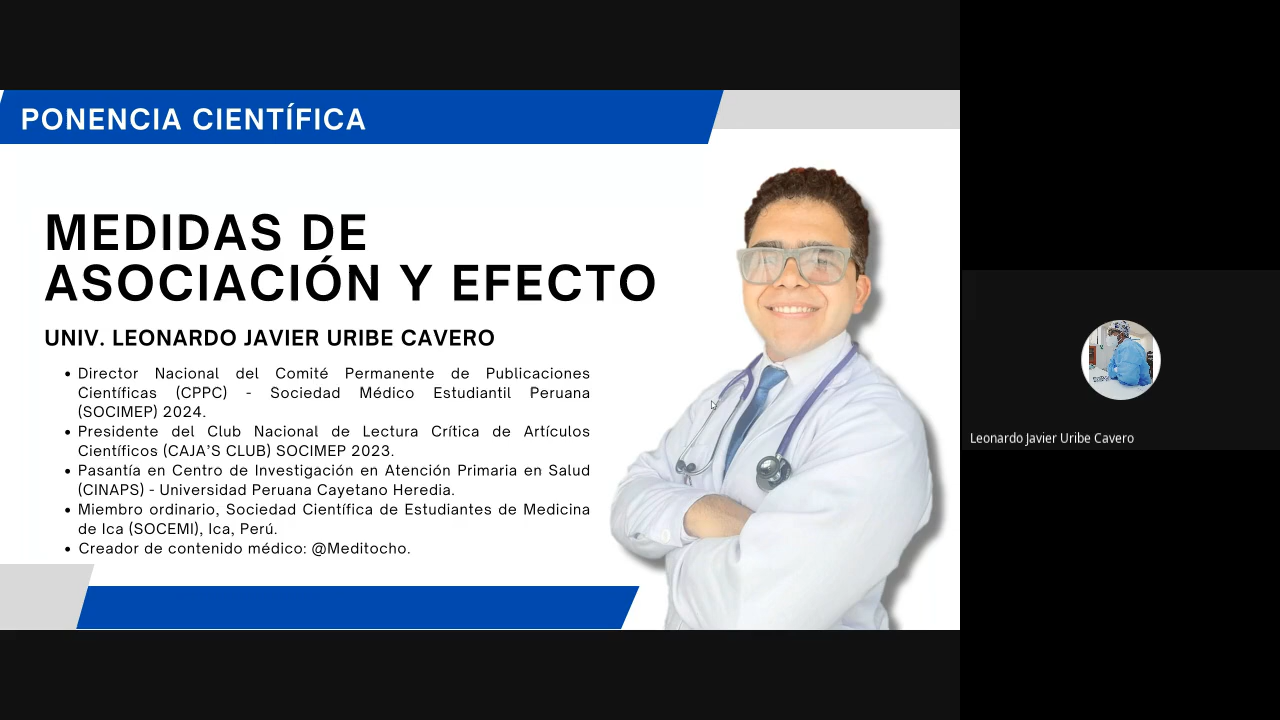 PONENCIA CIENTÍFICA
MEDIDAS DE
ASOCIACIÓN Y EFECTO
UNIV. LEONARDO JAVIER URIBE CAVERO
• Director Nacional del Comité Permanente de Publicaciones
Científicas (CPPC) - Sociedad Médico Estudiantil Peruana
(SOCIMEP) 2024.
• Presidente del Club Nacional de Lectura Crítica de Artículos
Científicos (CAJA'S CLUB) SOCIMEP 2023.
• Pasantía en Centro de Investigación en Atención Primaria en Salud
(CINAPS) - Universidad Peruana Cayetano Heredia.
• Miembro ordinario, Sociedad Científica de Estudiantes de Medicina
de Ica (SOCEMI), Ica, Perú.
• Creador de contenido médico: @Meditocho.
Leonardo Javier Uribe Cavero